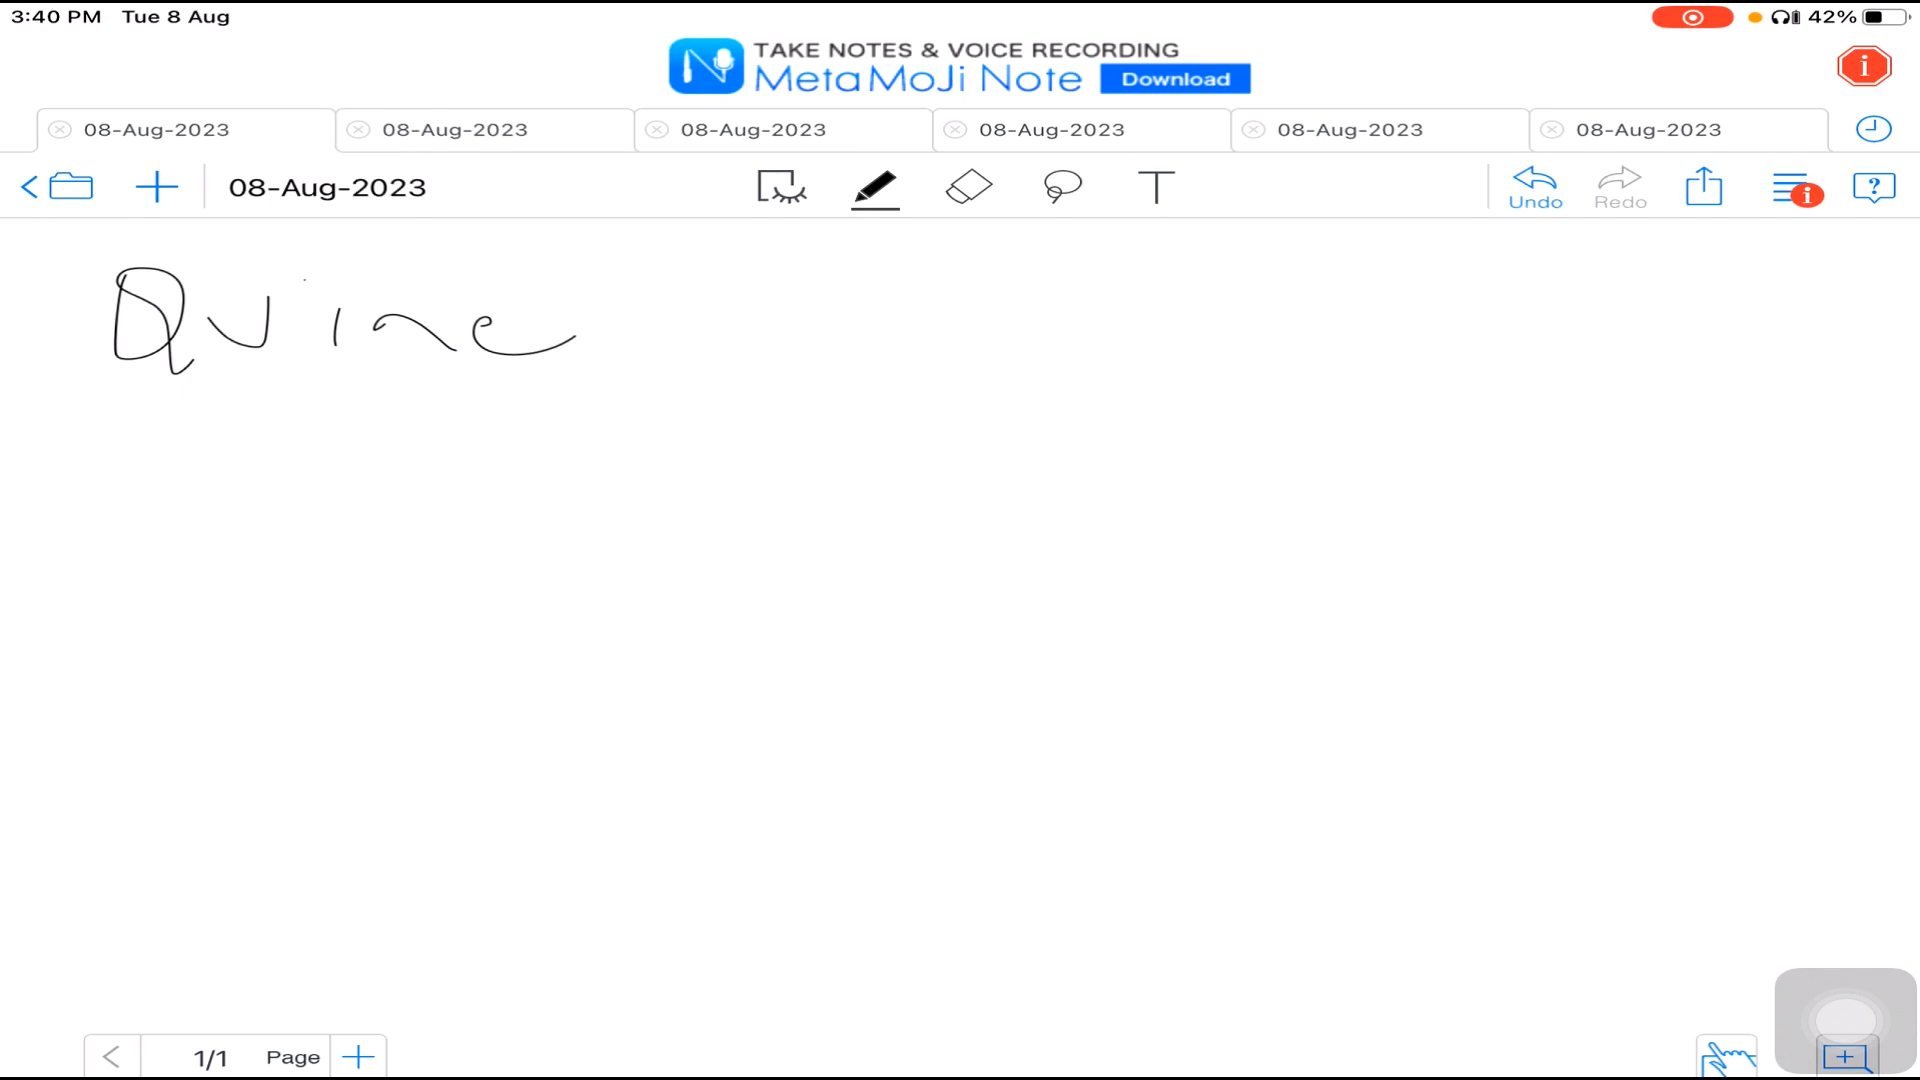 3:40 PM Tue 8 Aug 42%
TAKE NOTES & VOICE RECORDING
MetaMoJi Note Download
08-Aug-2023 08-Aug-2023 08-Aug-2023 08-Aug-2023 08-Aug-2023 08-Aug-2023
08-Aug-2023 Undo Redo
Quine
1/1 Page